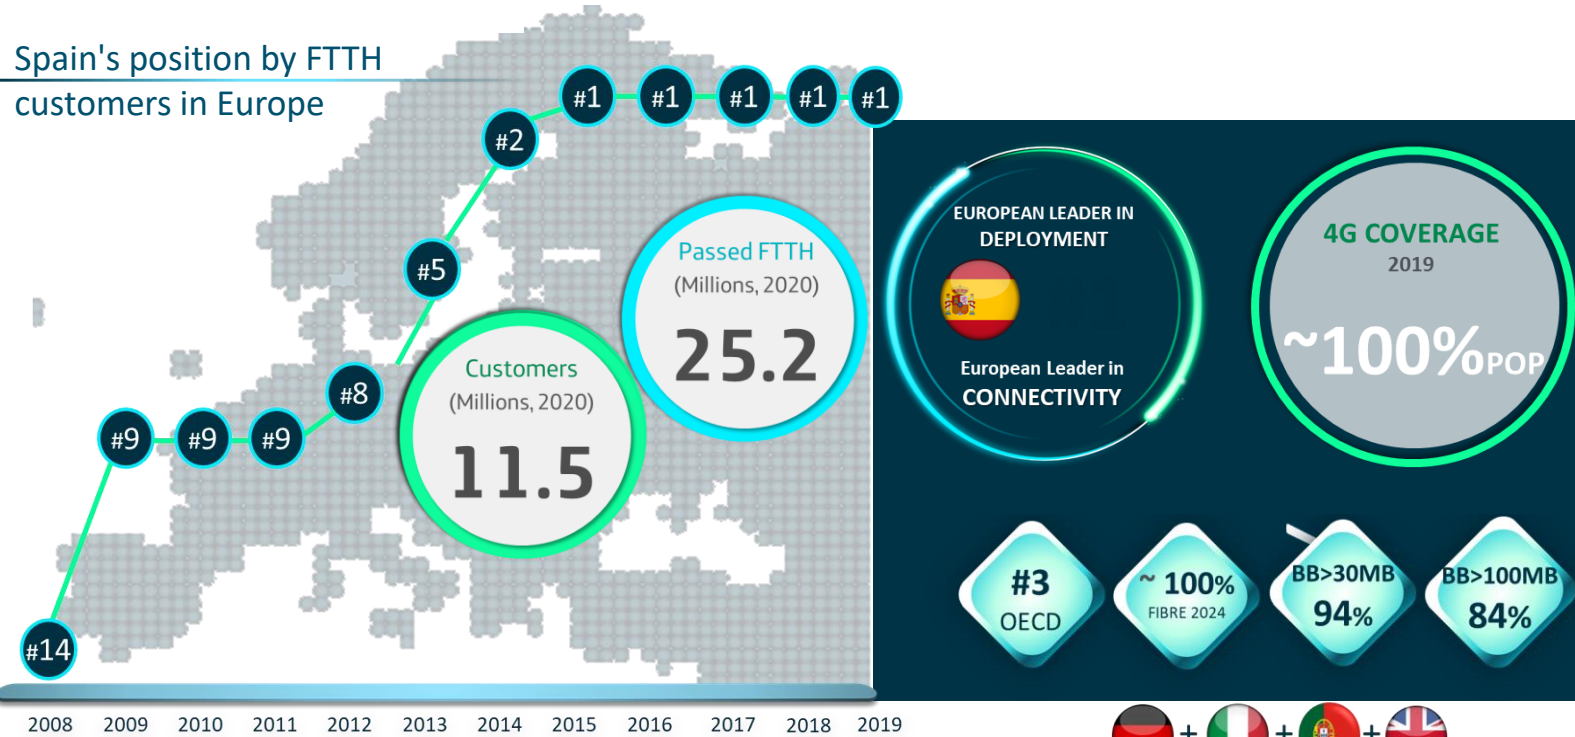 Spain's position by FTTH
customers in Europe
#14
#9
#9
#9
#8
#5
#2
#1
#1
#1
#1
#1
Customers
(Millions, 2020)
11.5
Passed FTTH
(Millions, 2020)
25.2
2008 2009 2010 2011 2012 2013 2014 2015 2016 2017 2018 2019
EUROPEAN LEADER IN
DEPLOYMENT
European Leader in
CONNECTIVITY
4G COVERAGE
2019
~100%POP
#3
OECD
~ 100%
FIBRE 2024
BB>30MB
94%
BB>100MB
84%
+ + +